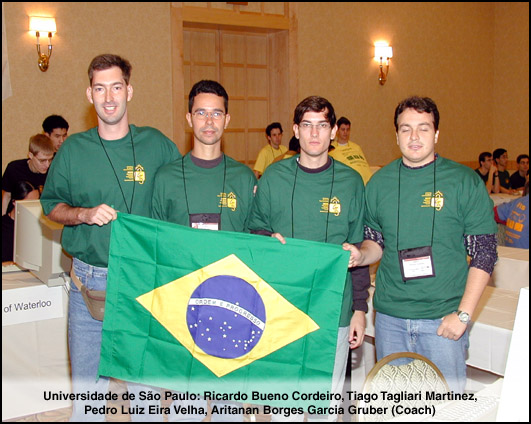 ORDEM E PROGRESSO
of Waterloo
Universidade de São Paulo: Ricardo Bueno Cordeiro, Tiago Tagliari Martinez,
Pedro Luiz Eira Velha, Aritanan Borges Garcia Gruber (Coach)